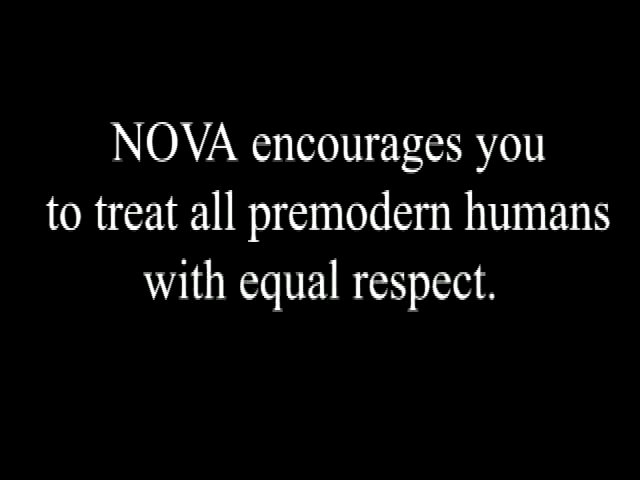 NOVA encourages you
to treat all premodern humans
with equal respect.